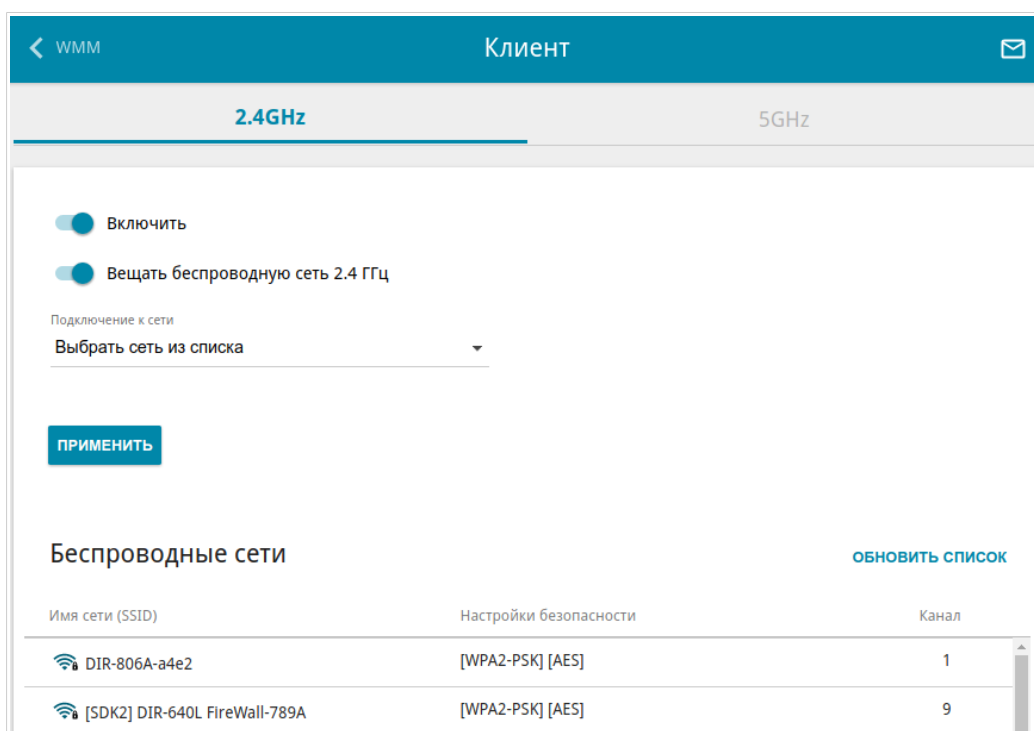 WMM Клиент
2.4GHz 5GHz
Включить
Вещать беспроводную сеть 2.4 ГГц
Подключение к сети
Выбрать сеть из списка
ПРИМЕНИТЬ
Беспроводные сети ОБНОВИТЬ СПИСОК
Имя сети (SSID) Настройки безопасности Канал
DIR-806A-a4e2 [WPA2-PSK] [AES] 1
[SDK2] DIR-640L FireWall-789A [WPA2-PSK] [AES] 9